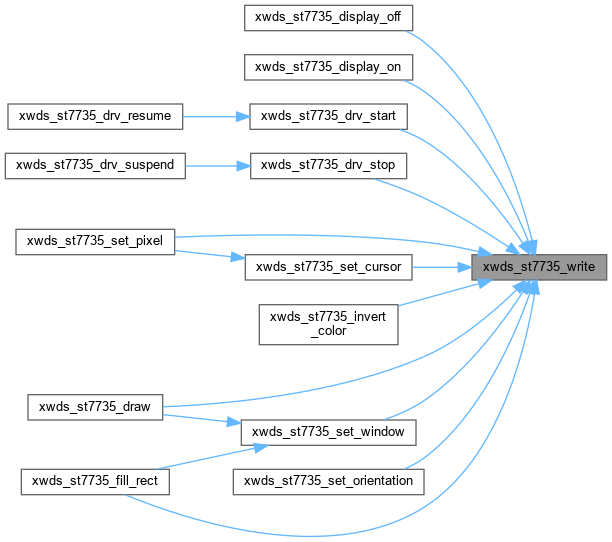 xwds_st7735_display_off
xwds_st7735_display_on
xwds_st7735_drv_resume
xwds_st7735_drv_start
xwds_st7735_drv_suspend
xwds_st7735_drv_stop
xwds_st7735_set_pixel
xwds_st7735_set_cursor
xwds_st7735_write
xwds_st7735_invert
_color
xwds_st7735_draw
xwds_st7735_set_window
xwds_st7735_fill_rect
xwds_st7735_set_orientation